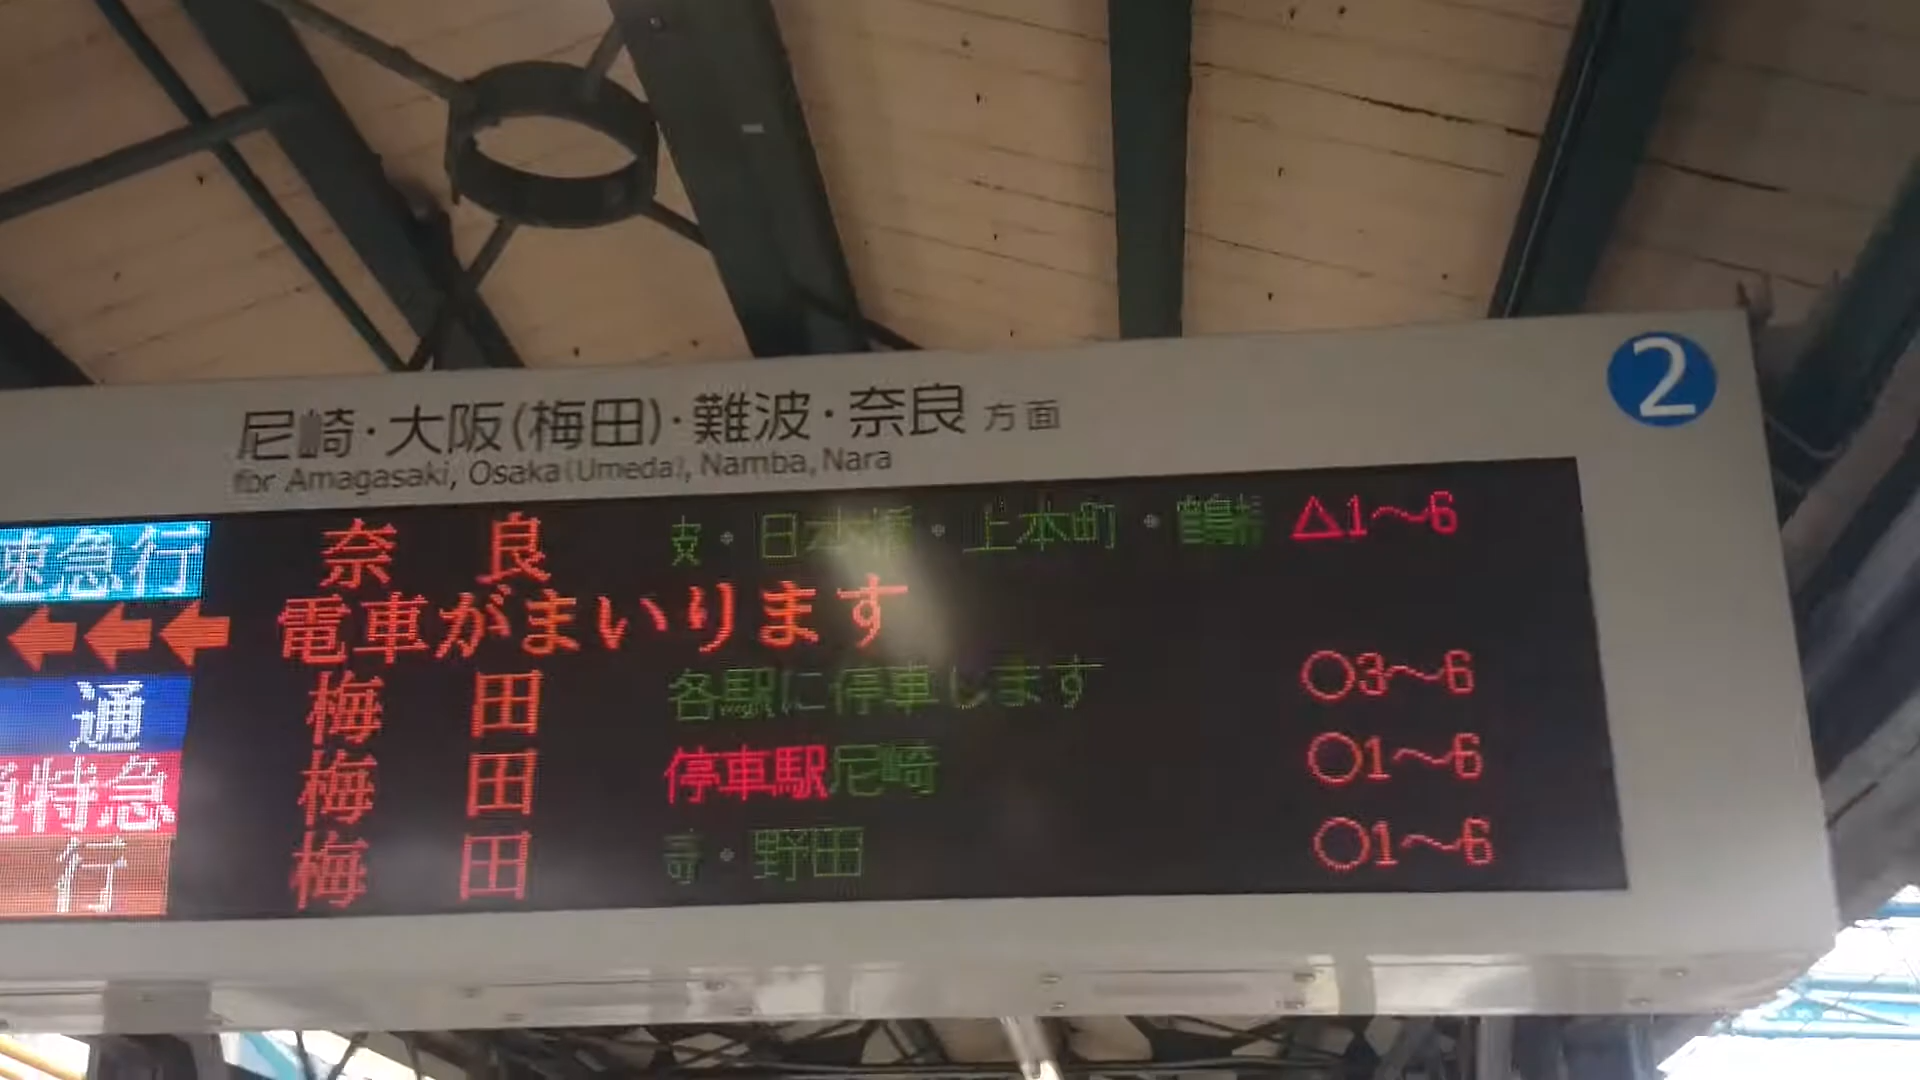 尼崎・大阪(梅田)・難波・奈良 方面 2
for Amagasaki, Osaka(Umeda), Namba, Nara
速急行 奈 良 ・日本橋・上本町・鶴 △1〜6
電車がまいります
通 梅 田 各駅に停車します ○3〜6
特急 梅 田 停車駅尼崎 ○1〜6
行 梅 田 寺・野田 ○1〜6